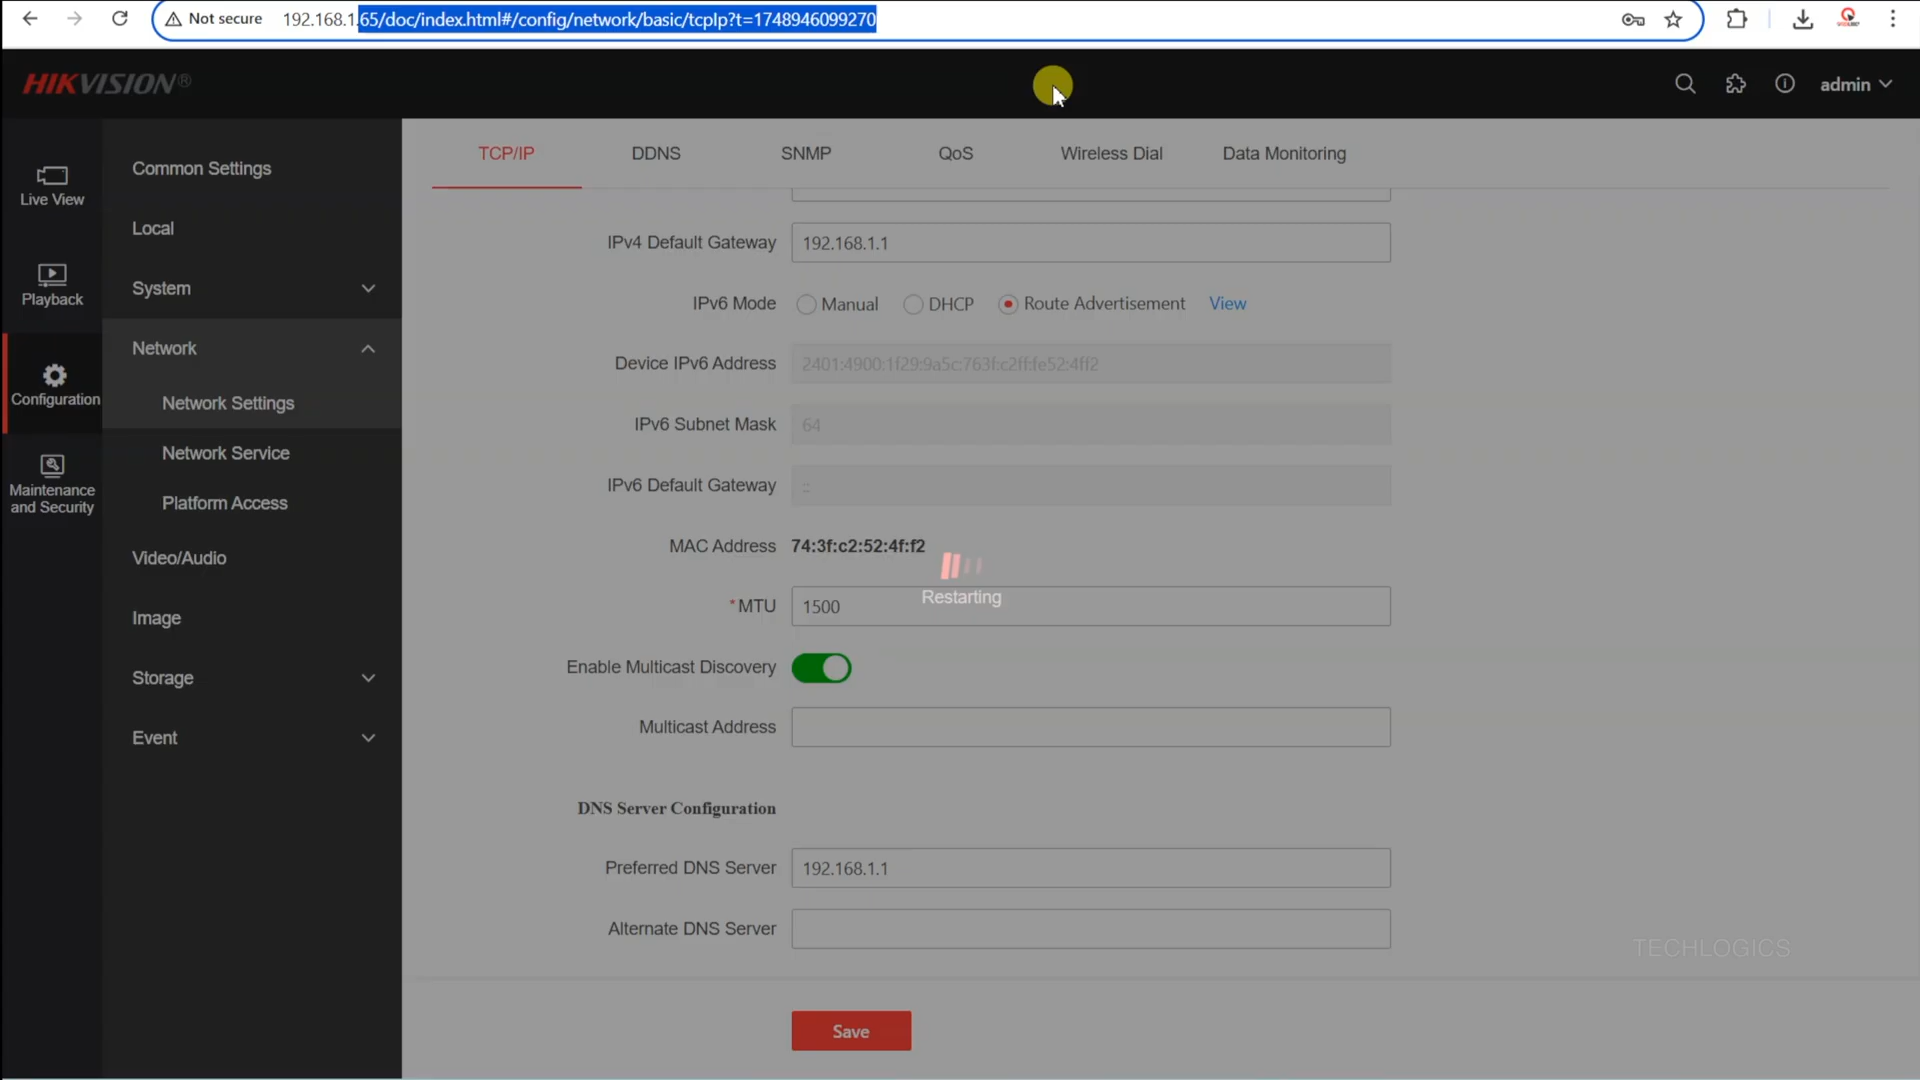 Not secure 192.168.1.65/doc/index.html#/config/network/basic/tcpIp?t=1748946099270
HIKVISION®
admin
Live View
Playback
Configuration
Maintenance
and Security
Common Settings
Local
System
Network
Network Settings
Network Service
Platform Access
Video/Audio
Image
Storage
Event
TCP/IP DDNS SNMP QoS Wireless Dial Data Monitoring
IPv4 Default Gateway 192.168.1.1
IPv6 Mode Manual DHCP Route Advertisement View
Device IPv6 Address 2401:4900:1f29:9a5c:763f:c2ff:fe52:4ff2
IPv6 Subnet Mask 64
IPv6 Default Gateway ::
MAC Address 74:3f:c2:52:4f:f2
Restarting
*MTU 1500
Enable Multicast Discovery
Multicast Address
DNS Server Configuration
Preferred DNS Server 192.168.1.1
Alternate DNS Server
TECHLOGICS
Save